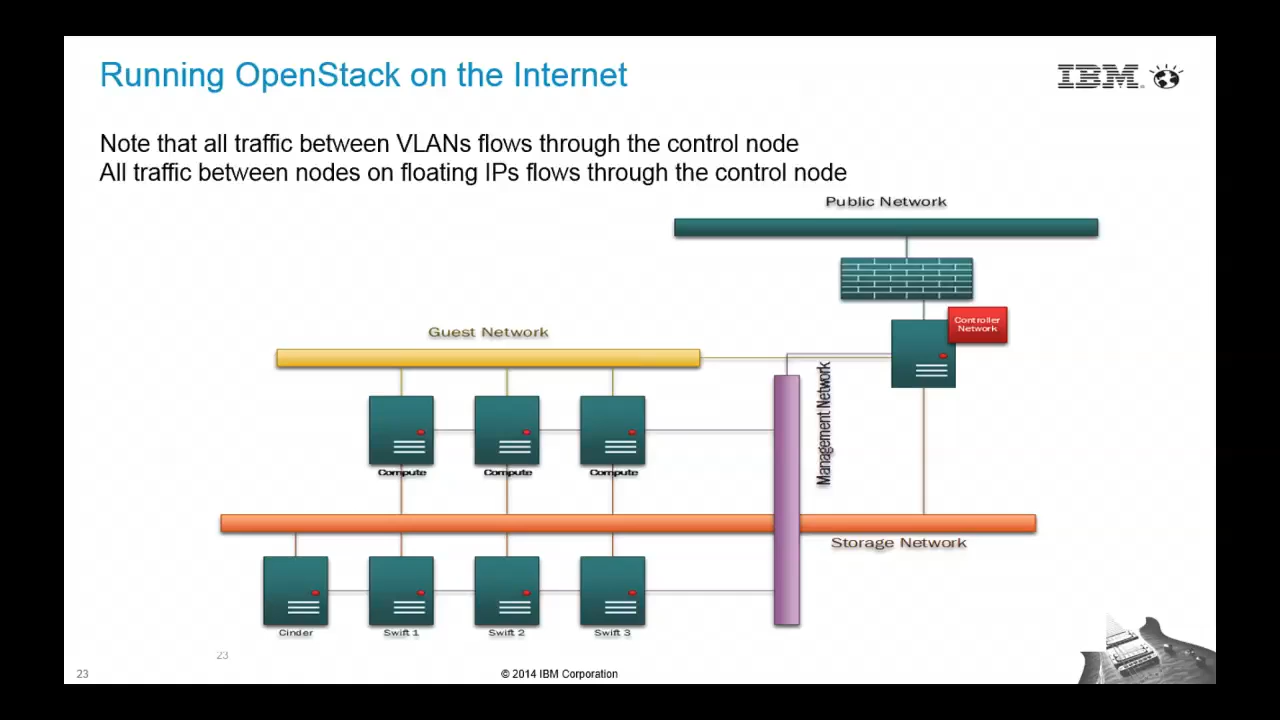 Running OpenStack on the Internet
IBM
Note that all traffic between VLANs flows through the control node
All traffic between nodes on floating IPs flows through the control node
Public Network
Controller
Network
Guest Network
Management Network
Compute
Compute
Compute
Storage Network
Cinder
Swift 1
Swift 2
Swift 3
23
23
© 2014 IBM Corporation